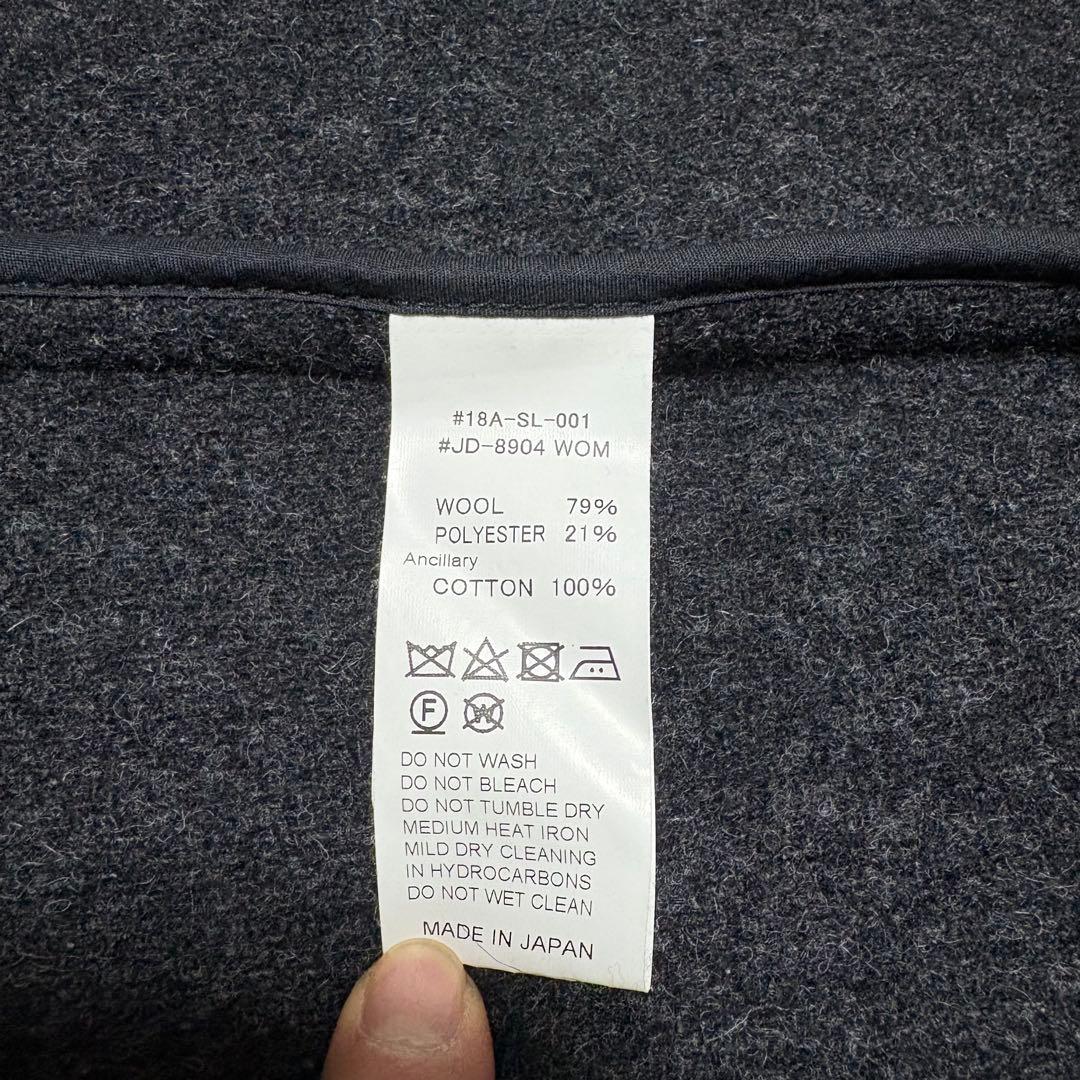 #18A-SL-001
#JD-8904 WOM
WOOL 79%
POLYESTER 21%
Ancillary
COTTON 100%
F W
DO NOT WASH
DO NOT BLEACH
DO NOT TUMBLE DRY
MEDIUM HEAT IRON
MILD DRY CLEANING
IN HYDROCARBONS
DO NOT WET CLEAN
MADE IN JAPAN